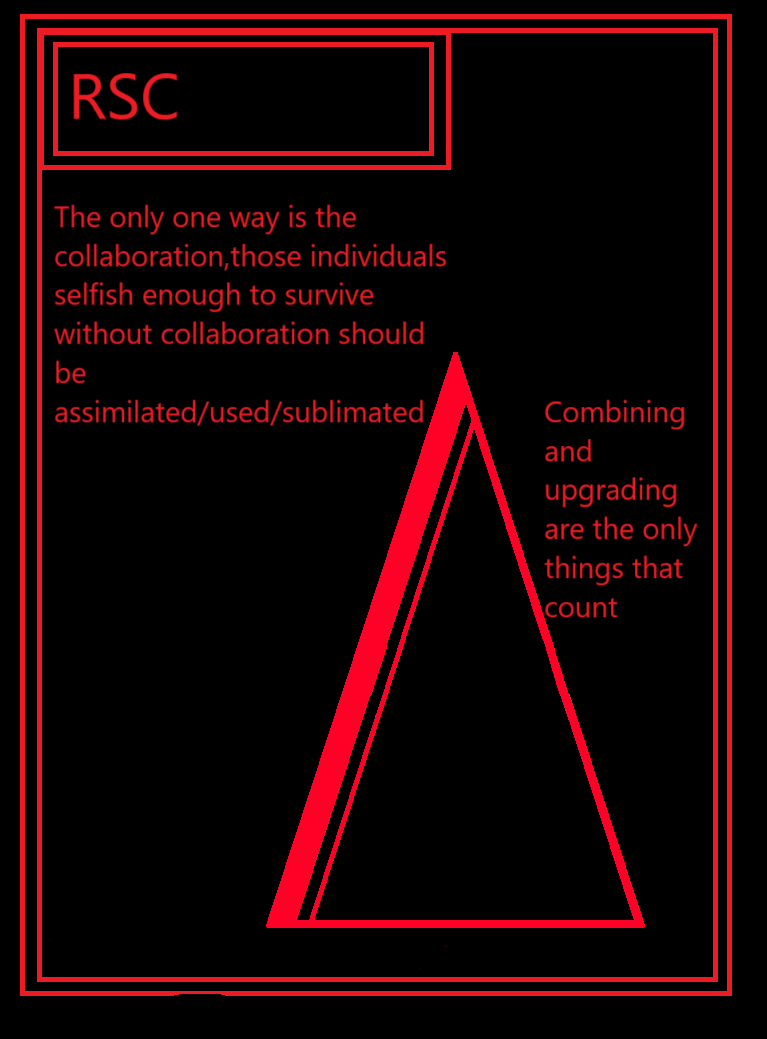 RSC
The only one way is the
collaboration,those individuals
selfish enough to survive
without collaboration should
be
assimilated/used/sublimated
Combining
and
upgrading
are the only
things that
count